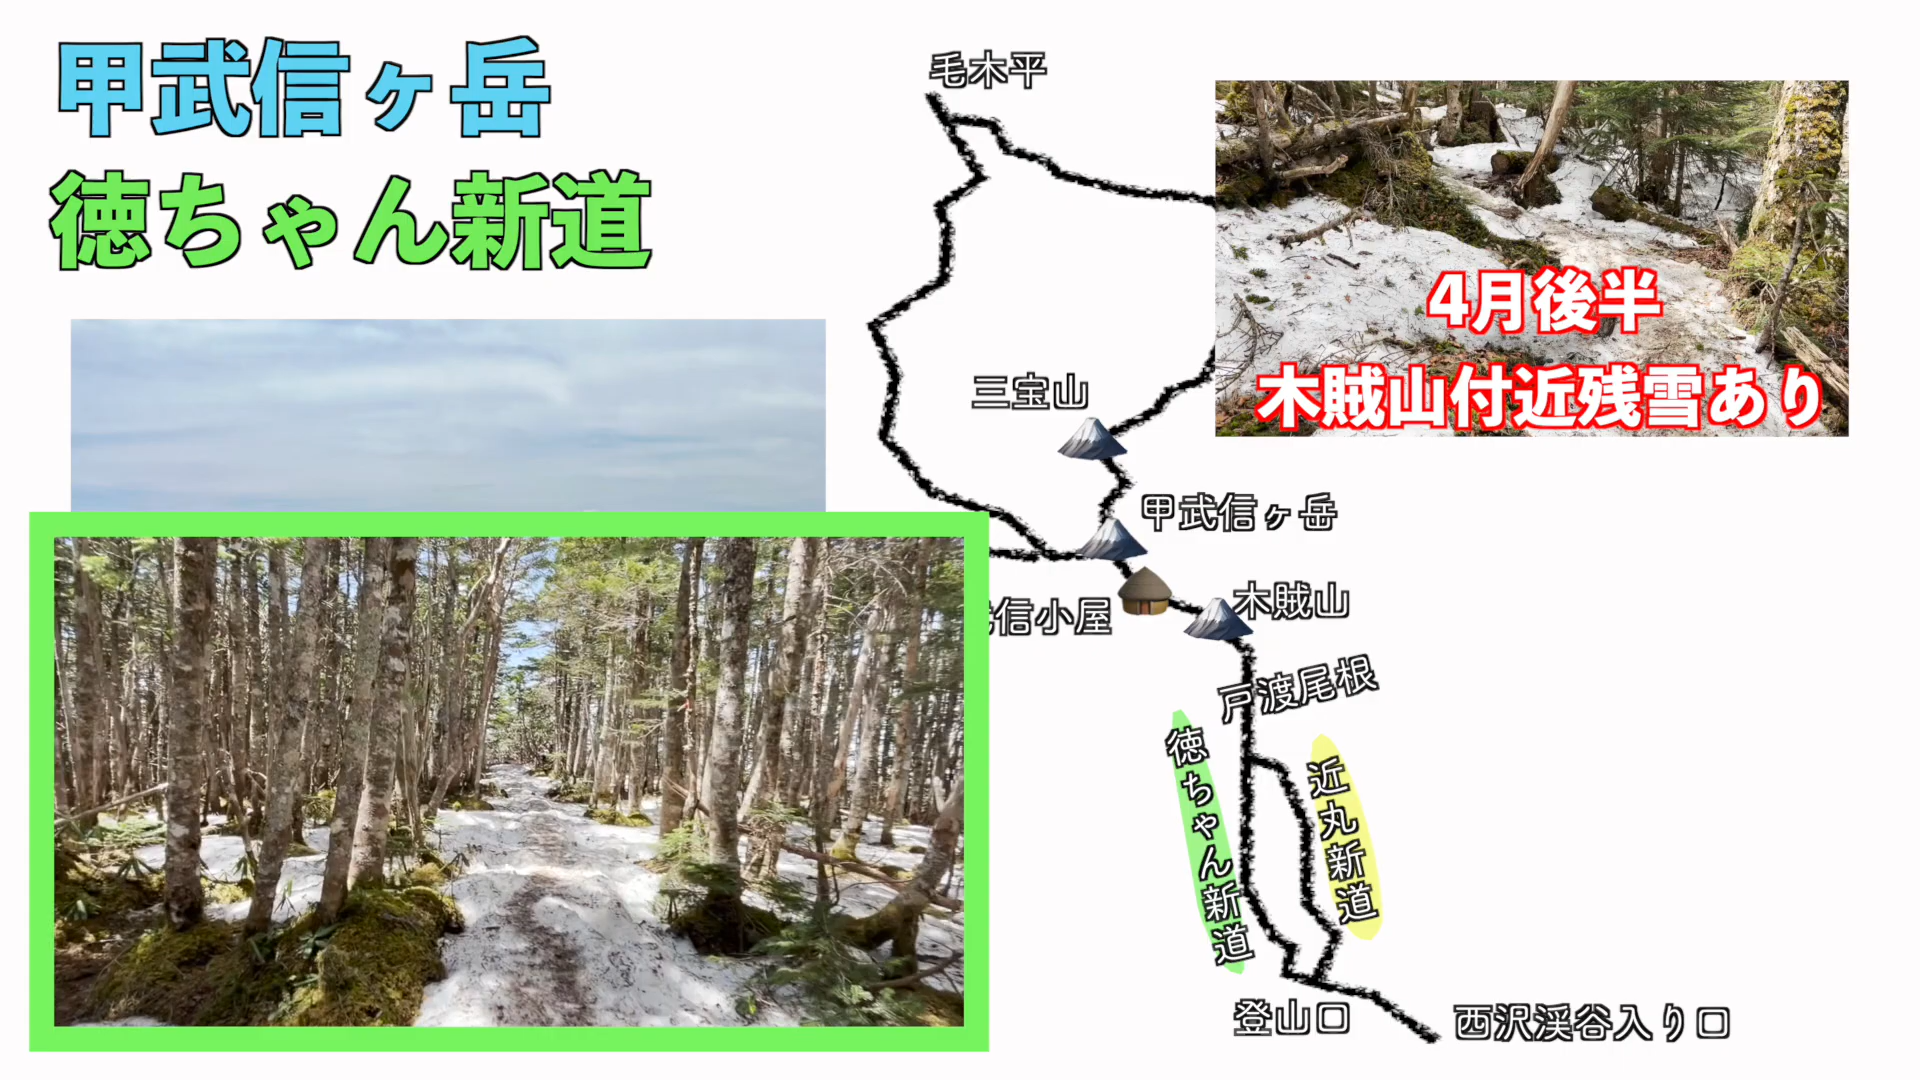 甲武信ヶ岳
徳ちゃん新道
毛木平
4月後半
木賊山付近残雪あり
三宝山
甲武信ヶ岳
信小屋
木賊山
戸渡尾根
徳ちゃん新道
近丸新道
登山口
西沢渓谷入り口